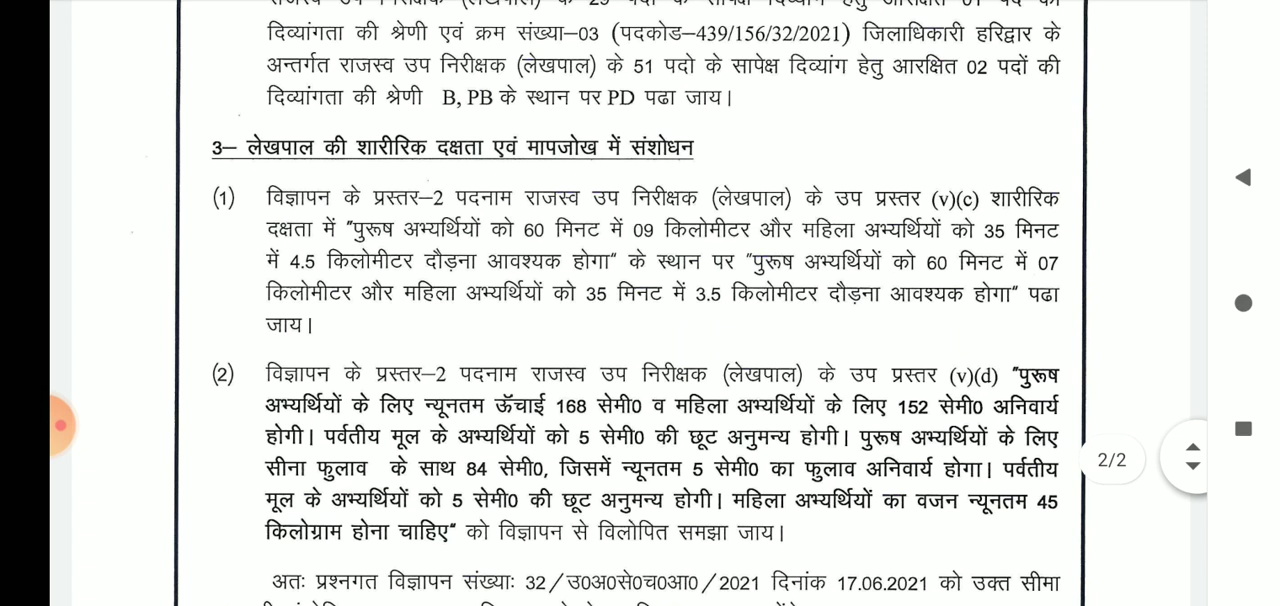 दिव्यांगता की श्रेणी एवं क्रम संख्या–03 (पदकोड–439/156/32/2021) जिलाधिकारी हरिद्वार के
अन्तर्गत राजस्व उप निरीक्षक (लेखपाल) के 51 पदो के सापेक्ष दिव्यांग हेतु आरक्षित 02 पदों की
दिव्यांगता की श्रेणी B, PB के स्थान पर PD पढा जाय।
3– लेखपाल की शारीरिक दक्षता एवं मापजोख में संशोधन
(1) विज्ञापन के प्रस्तर–2 पदनाम राजस्व उप निरीक्षक (लेखपाल) के उप प्रस्तर (v)(c) शारीरिक
दक्षता में "पुरूष अभ्यर्थियों को 60 मिनट में 09 किलोमीटर और महिला अभ्यर्थियों को 35 मिनट
में 4.5 किलोमीटर दौड़ना आवश्यक होगा" के स्थान पर "पुरूष अभ्यर्थियों को 60 मिनट में 07
किलोमीटर और महिला अभ्यर्थियों को 35 मिनट में 3.5 किलोमीटर दौड़ना आवश्यक होगा" पढा
जाय।
(2) विज्ञापन के प्रस्तर–2 पदनाम राजस्व उप निरीक्षक (लेखपाल) के उप प्रस्तर (v)(d) "पुरूष
अभ्यर्थियों के लिए न्यूनतम ऊँचाई 168 सेमी0 व महिला अभ्यर्थियों के लिए 152 सेमी0 अनिवार्य
होगी। पर्वतीय मूल के अभ्यर्थियों को 5 सेमी0 की छूट अनुमन्य होगी। पुरूष अभ्यर्थियों के लिए
सीना फुलाव के साथ 84 सेमी0, जिसमें न्यूनतम 5 सेमी0 का फुलाव अनिवार्य होगा। पर्वतीय
मूल के अभ्यर्थियों को 5 सेमी0 की छूट अनुमन्य होगी। महिला अभ्यर्थियों का वजन न्यूनतम 45
किलोग्राम होना चाहिए" को विज्ञापन से विलोपित समझा जाय।
2/2
अतः प्रश्नगत विज्ञापन संख्याः 32/उ0अ0से0च0आ0/2021 दिनांक 17.06.2021 को उक्त सीमा